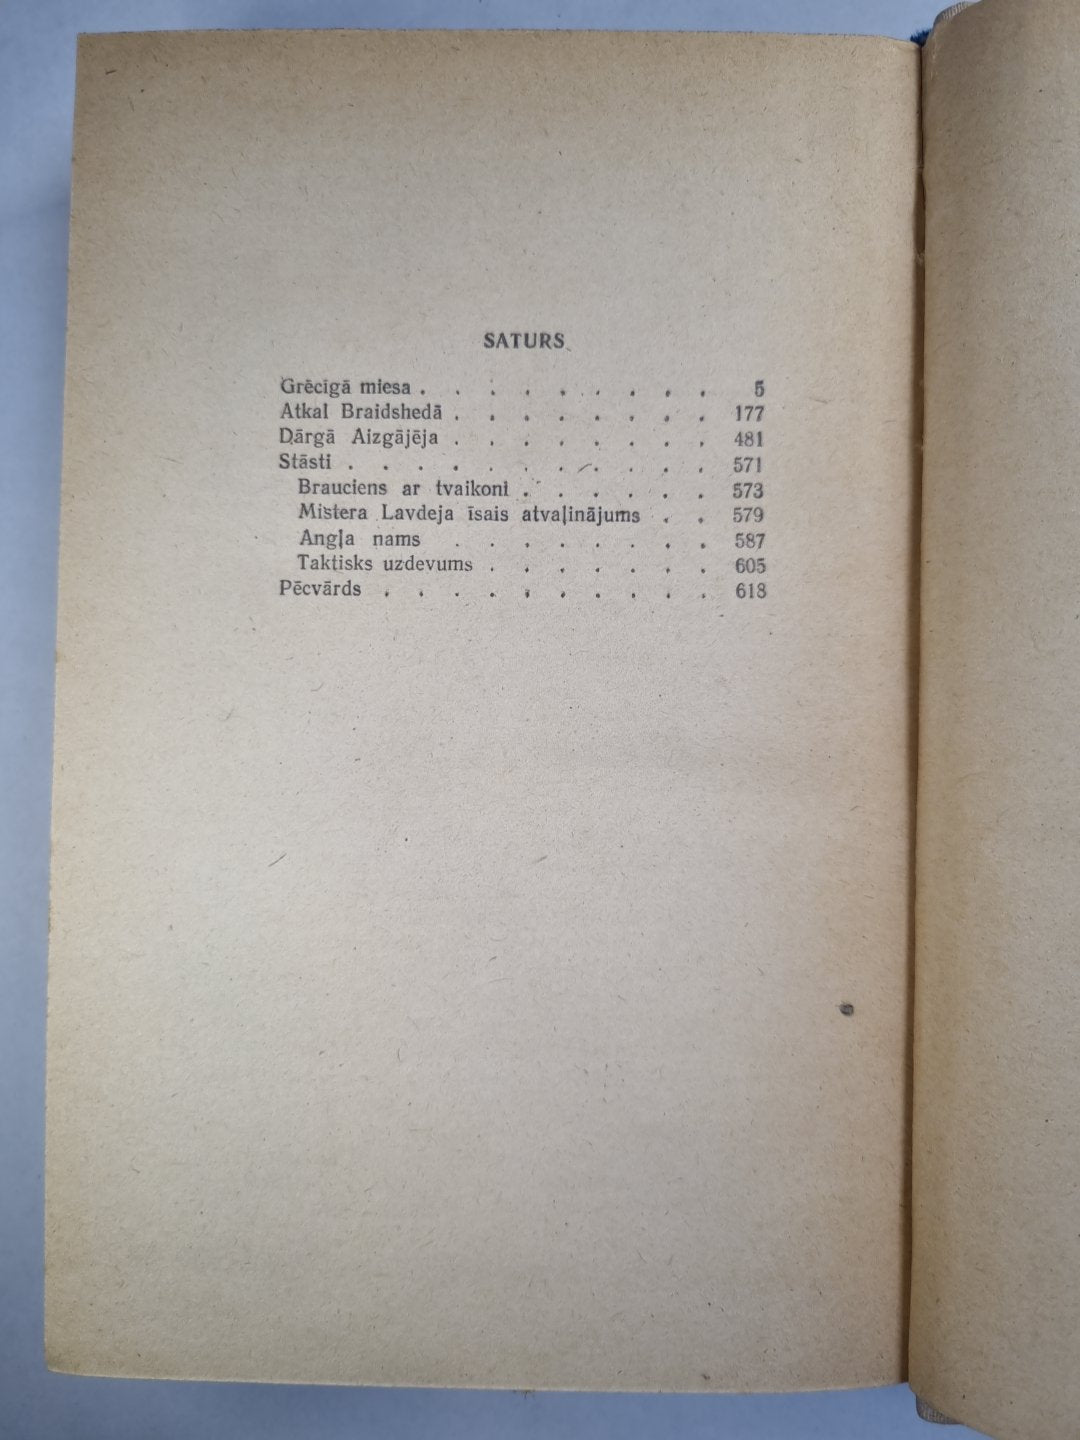 SATURS
Grēcīgā miesa . . . . . . . . . 5
Atkal Braidshedā . . . . . . . . 177
Dārgā Aizgājēja . . . . . . . . 481
Stāsti . . . . . . . . . . . 571
Brauciens ar tvaikoni . . . . . . 573
Mistera Lavdeja īsais atvaļinājums . . 579
Angļa nams . . . . . . . . 587
Taktisks uzdevums . . . . . . . 605
Pēcvārds . . . . . . . . . . 618